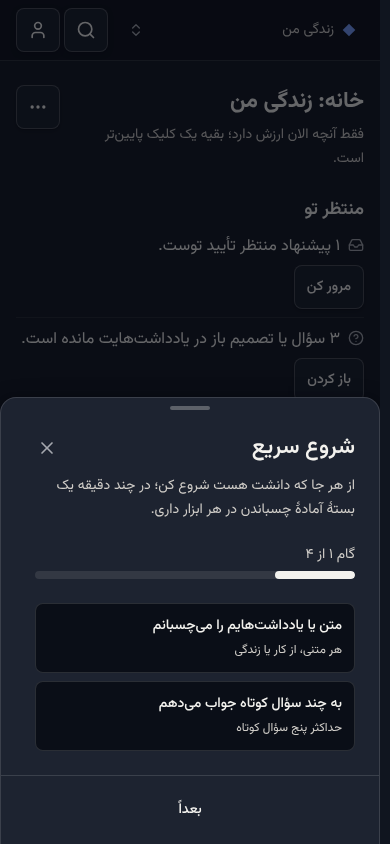 زندگی من
خانه: زندگی من
فقط آنچه الان ارزش دارد؛ بقیه یک کلیک پایین‌تر
است.
منتظر تو
۱ پیشنهاد منتظر تأیید توست.
مرور کن
۳ سؤال یا تصمیم باز در یادداشت‌هایت مانده است.
باز کردن
شروع سریع
از هر جا که دانشت هست شروع کن؛ در چند دقیقه یک
بستهٔ آمادهٔ چسباندن در هر ابزار داری.
گام ۱ از ۴
متن یا یادداشت‌هایم را می‌چسبانم
هر متنی، از کار یا زندگی
به چند سؤال کوتاه جواب می‌دهم
حداکثر پنج سؤال کوتاه
بعداً